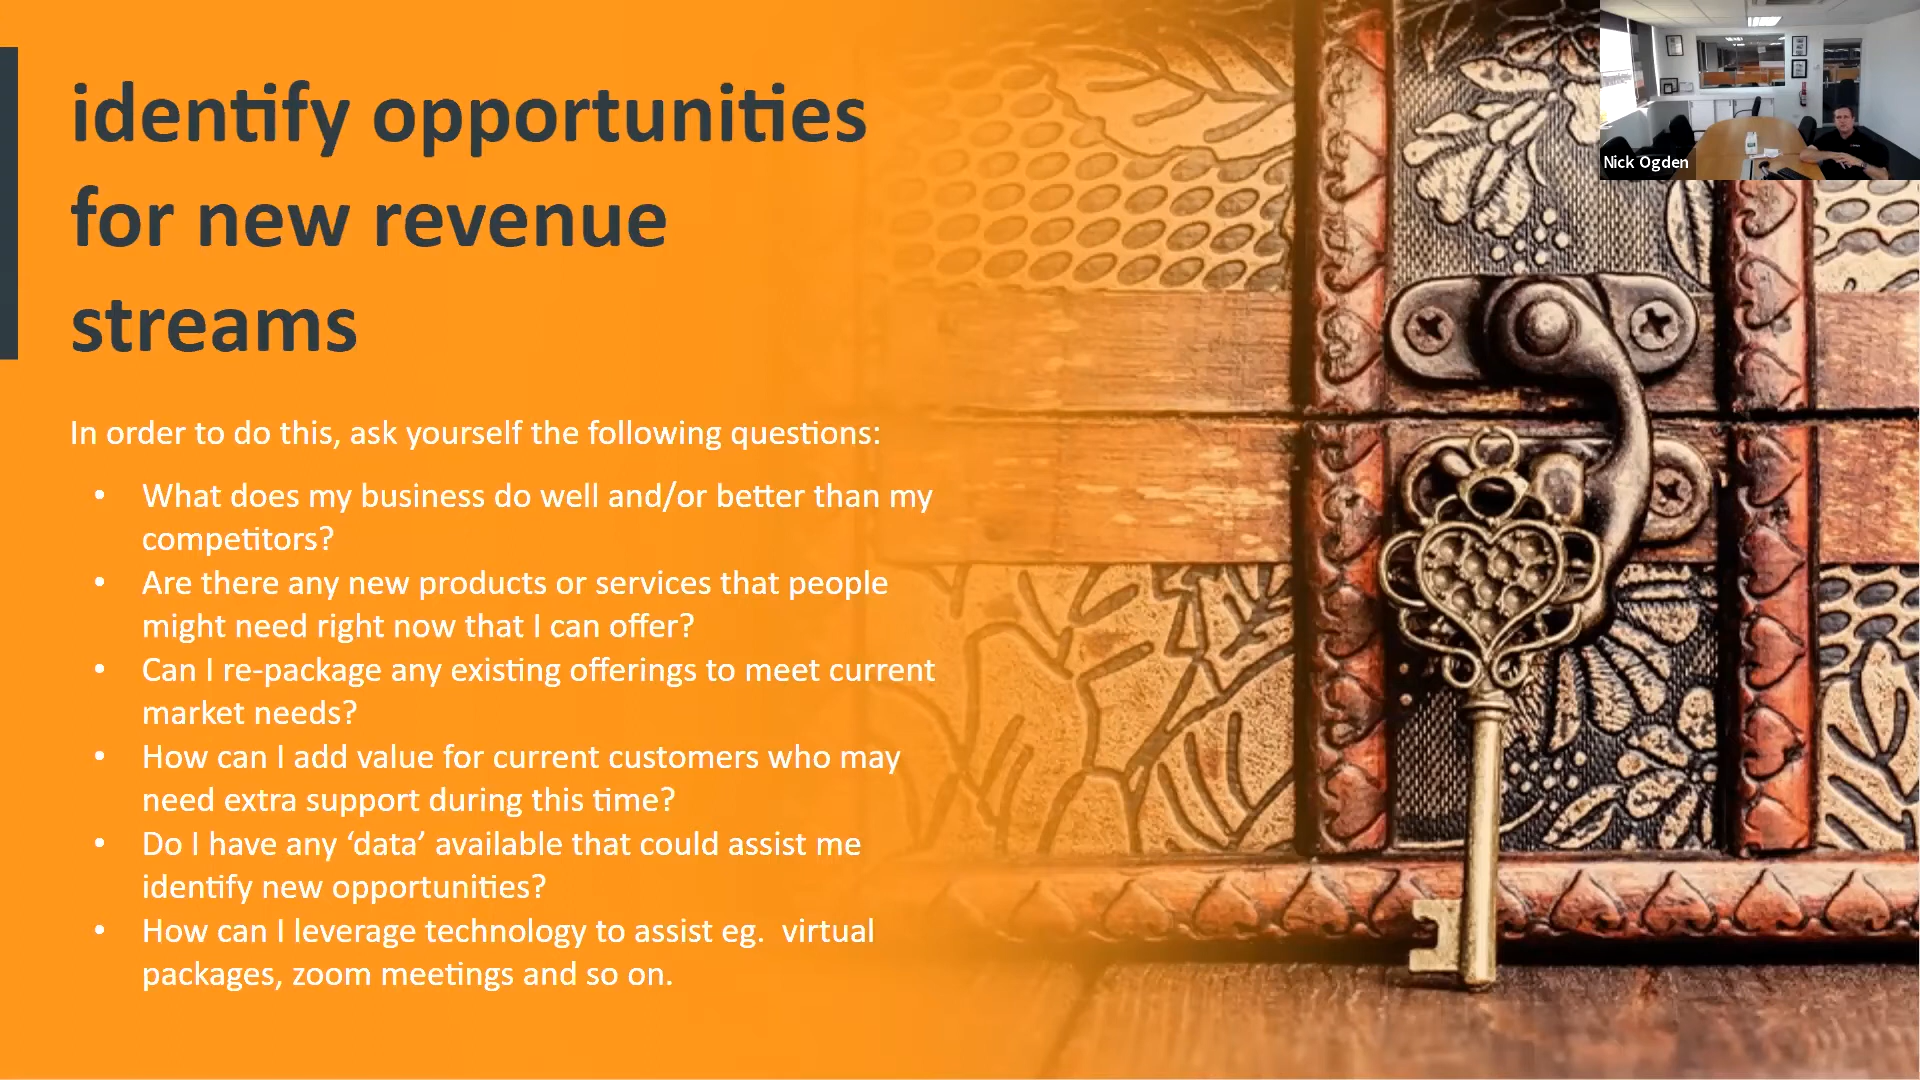 identify opportunities
for new revenue
streams
In order to do this, ask yourself the following questions:
• What does my business do well and/or better than my
competitors?
• Are there any new products or services that people
might need right now that I can offer?
• Can I re-package any existing offerings to meet current
market needs?
• How can I add value for current customers who may
need extra support during this time?
• Do I have any ‘data’ available that could assist me
identify new opportunities?
• How can I leverage technology to assist eg.  virtual
packages, zoom meetings and so on.
Nick Ogden